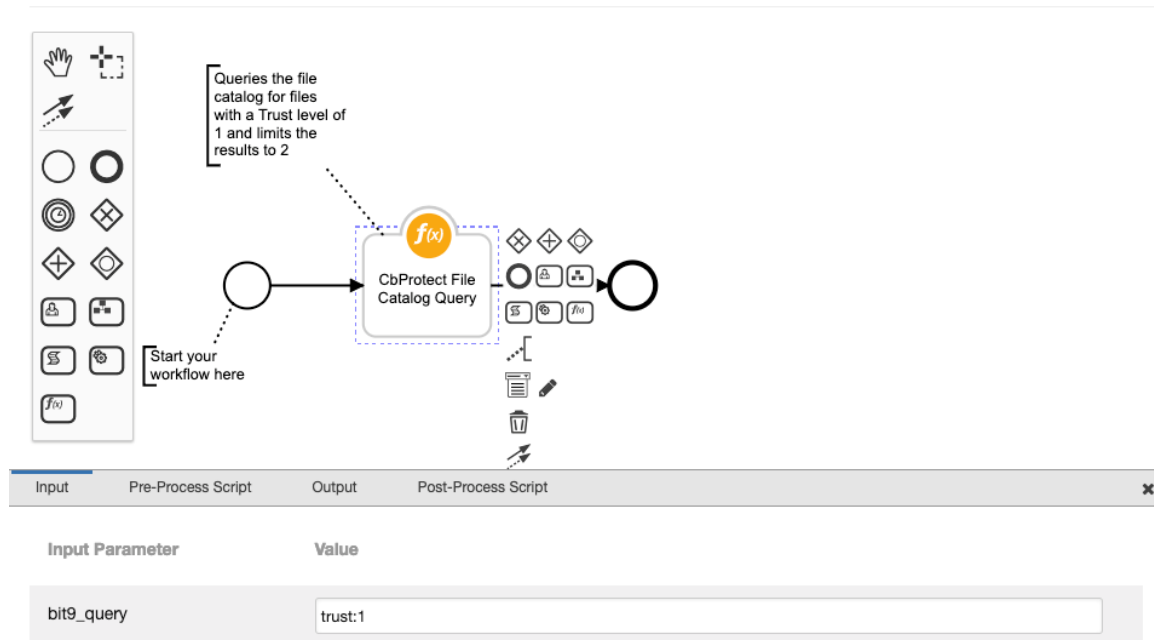 Queries the file
catalog for files
with a Trust level of
1 and limits the
results to 2
f(x)
CbProtect File
Catalog Query
f(x)
Start your
workflow here
f(x)
Input Pre-Process Script Output Post-Process Script
Input Parameter Value
bit9_query trust:1